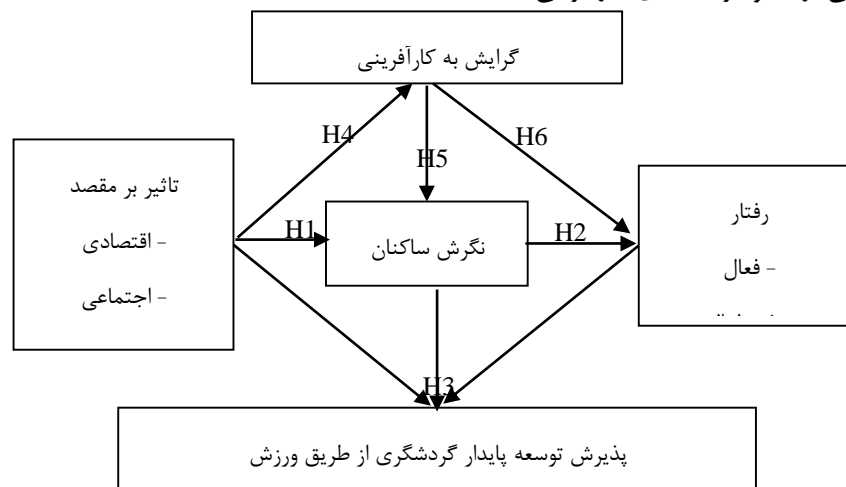 گرایش به کارآفرینی
H4
H6
H5
تاثیر بر مقصد
- اقتصادی
- اجتماعی
H1
نگرش ساکنان
H2
رفتار
- فعال
H3
پذیرش توسعه پایدار گردشگری از طریق ورزش